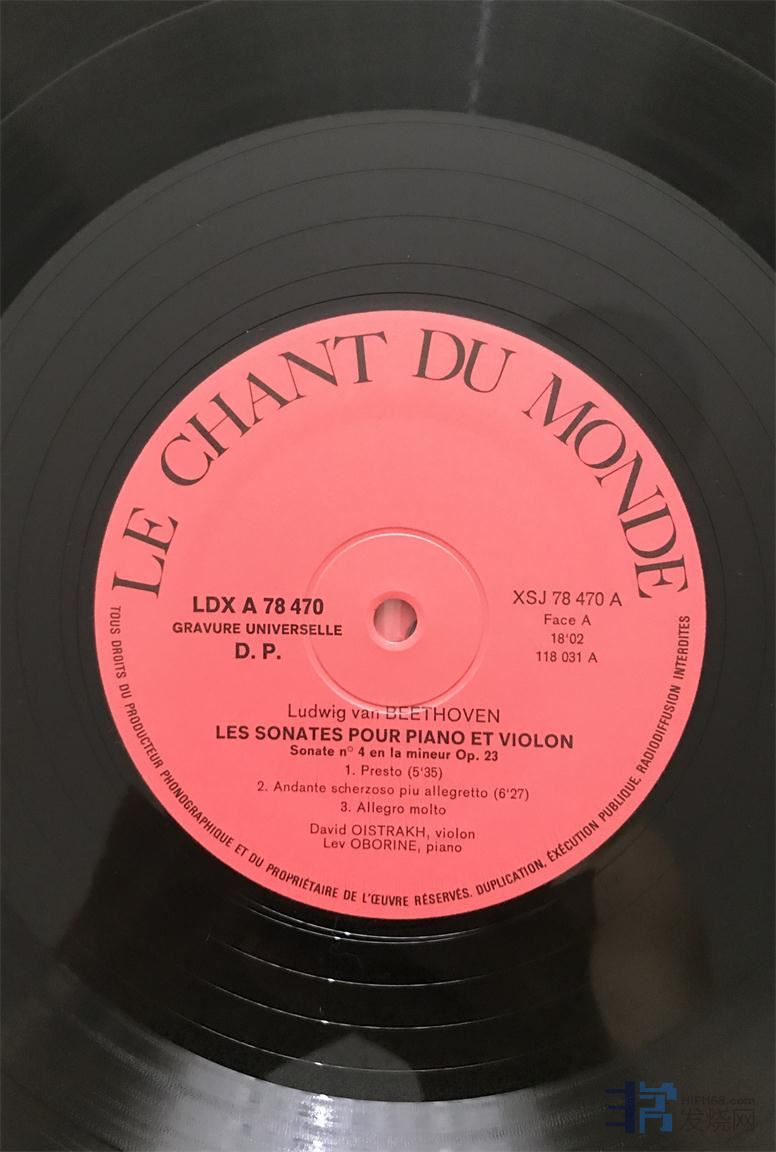 LE CHANT DU MONDE
LDX A 78 470
GRAVURE UNIVERSELLE
D. P.
XSJ 78 470 A
Face A
18'02
118 031 A
Ludwig van BEETHOVEN
LES SONATES POUR PIANO ET VIOLON
Sonate n° 4 en la mineur Op. 23
1. Presto (5'35)
2. Andante scherzoso piu allegretto (6'27)
3. Allegro molto
David OISTRAKH, violon
Lev OBORINE, piano
TOUS DROITS DU PRODUCTEUR PHONOGRAPHIQUE ET DU PROPRIÉTAIRE DE L'ŒUVRE RÉSERVÉS. DUPLICATION, ÉXÉCUTION PUBLIQUE, RADIODIFFUSION INTERDITES
HIFI168.com
发烧网